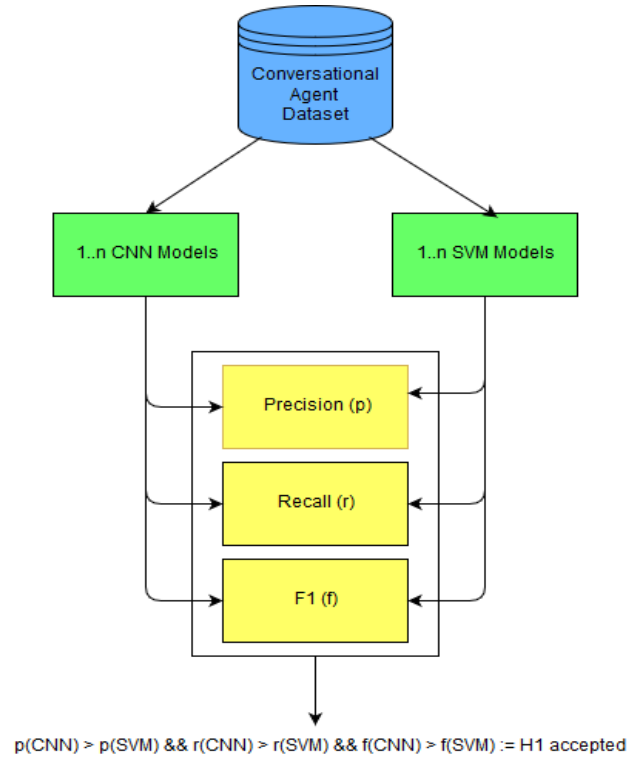 Conversational
Agent
Dataset
1..n CNN Models
1..n SVM Models
Precision (p)
Recall (r)
F1 (f)
p(CNN) > p(SVM) && r(CNN) > r(SVM) && f(CNN) > f(SVM) := H1 accepted